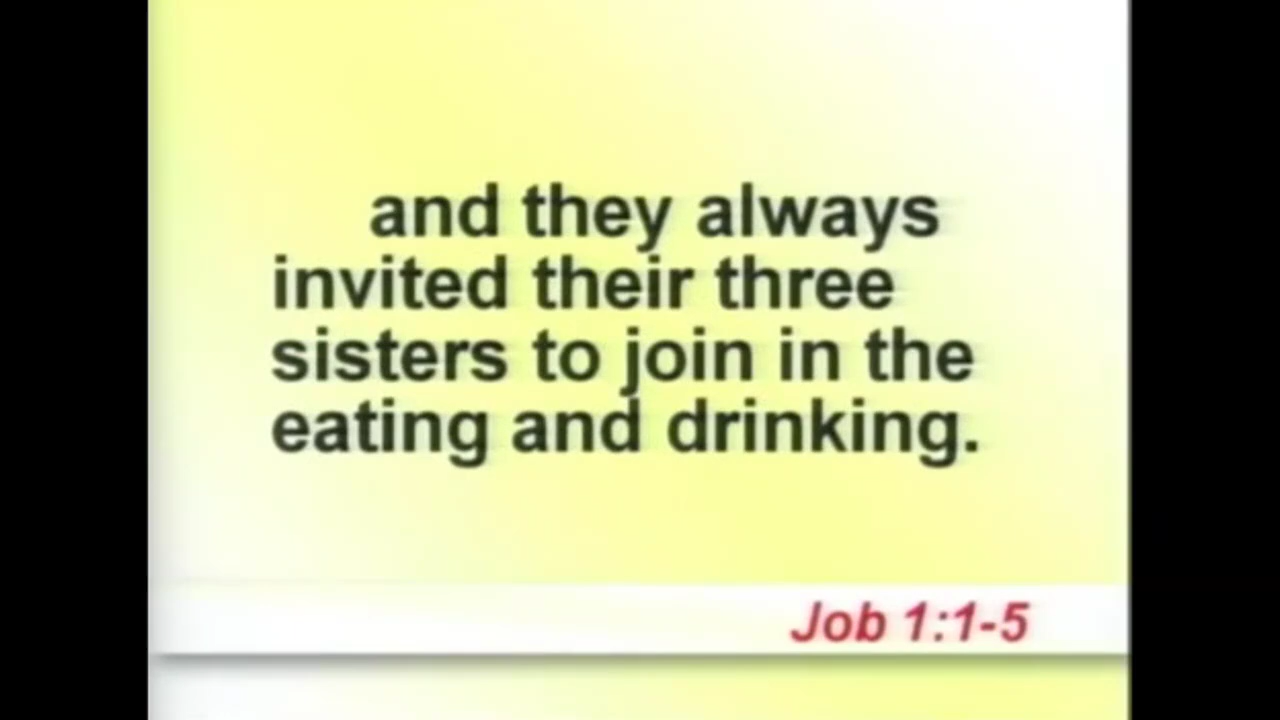 and they always
invited their three
sisters to join in the
eating and drinking.
Job 1:1-5